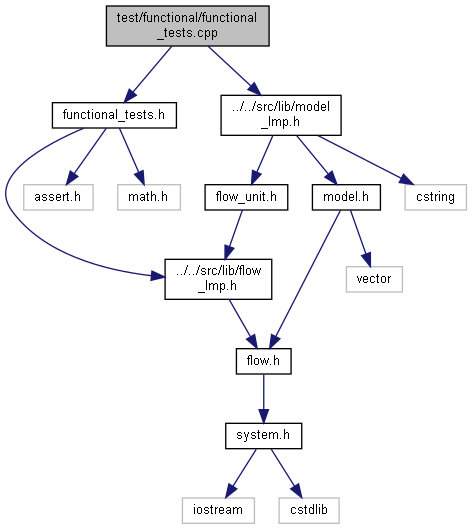 test/functional/functional
_tests.cpp
functional_tests.h
../../src/lib/model
_Imp.h
assert.h
math.h
flow_unit.h
model.h
cstring
../../src/lib/flow
_Imp.h
vector
flow.h
system.h
iostream
cstdlib